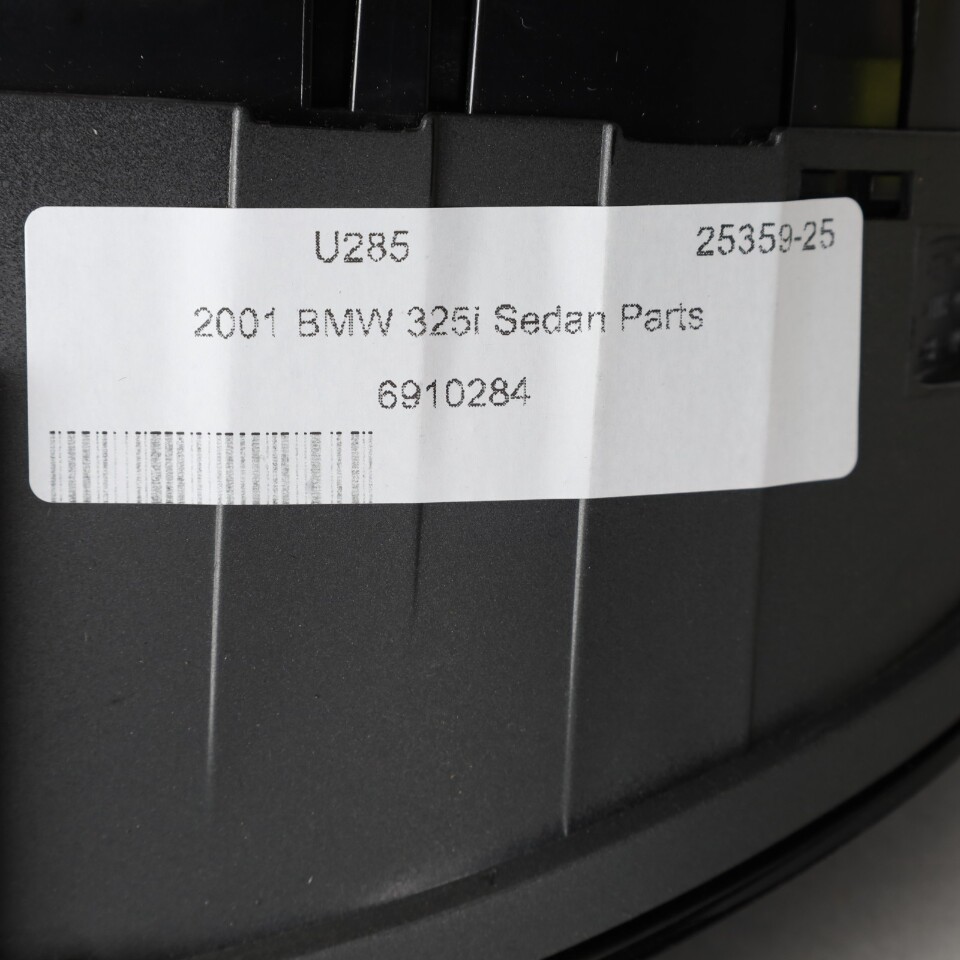 U285 25359-25
2001 BMW 325i Sedan Parts
6910284